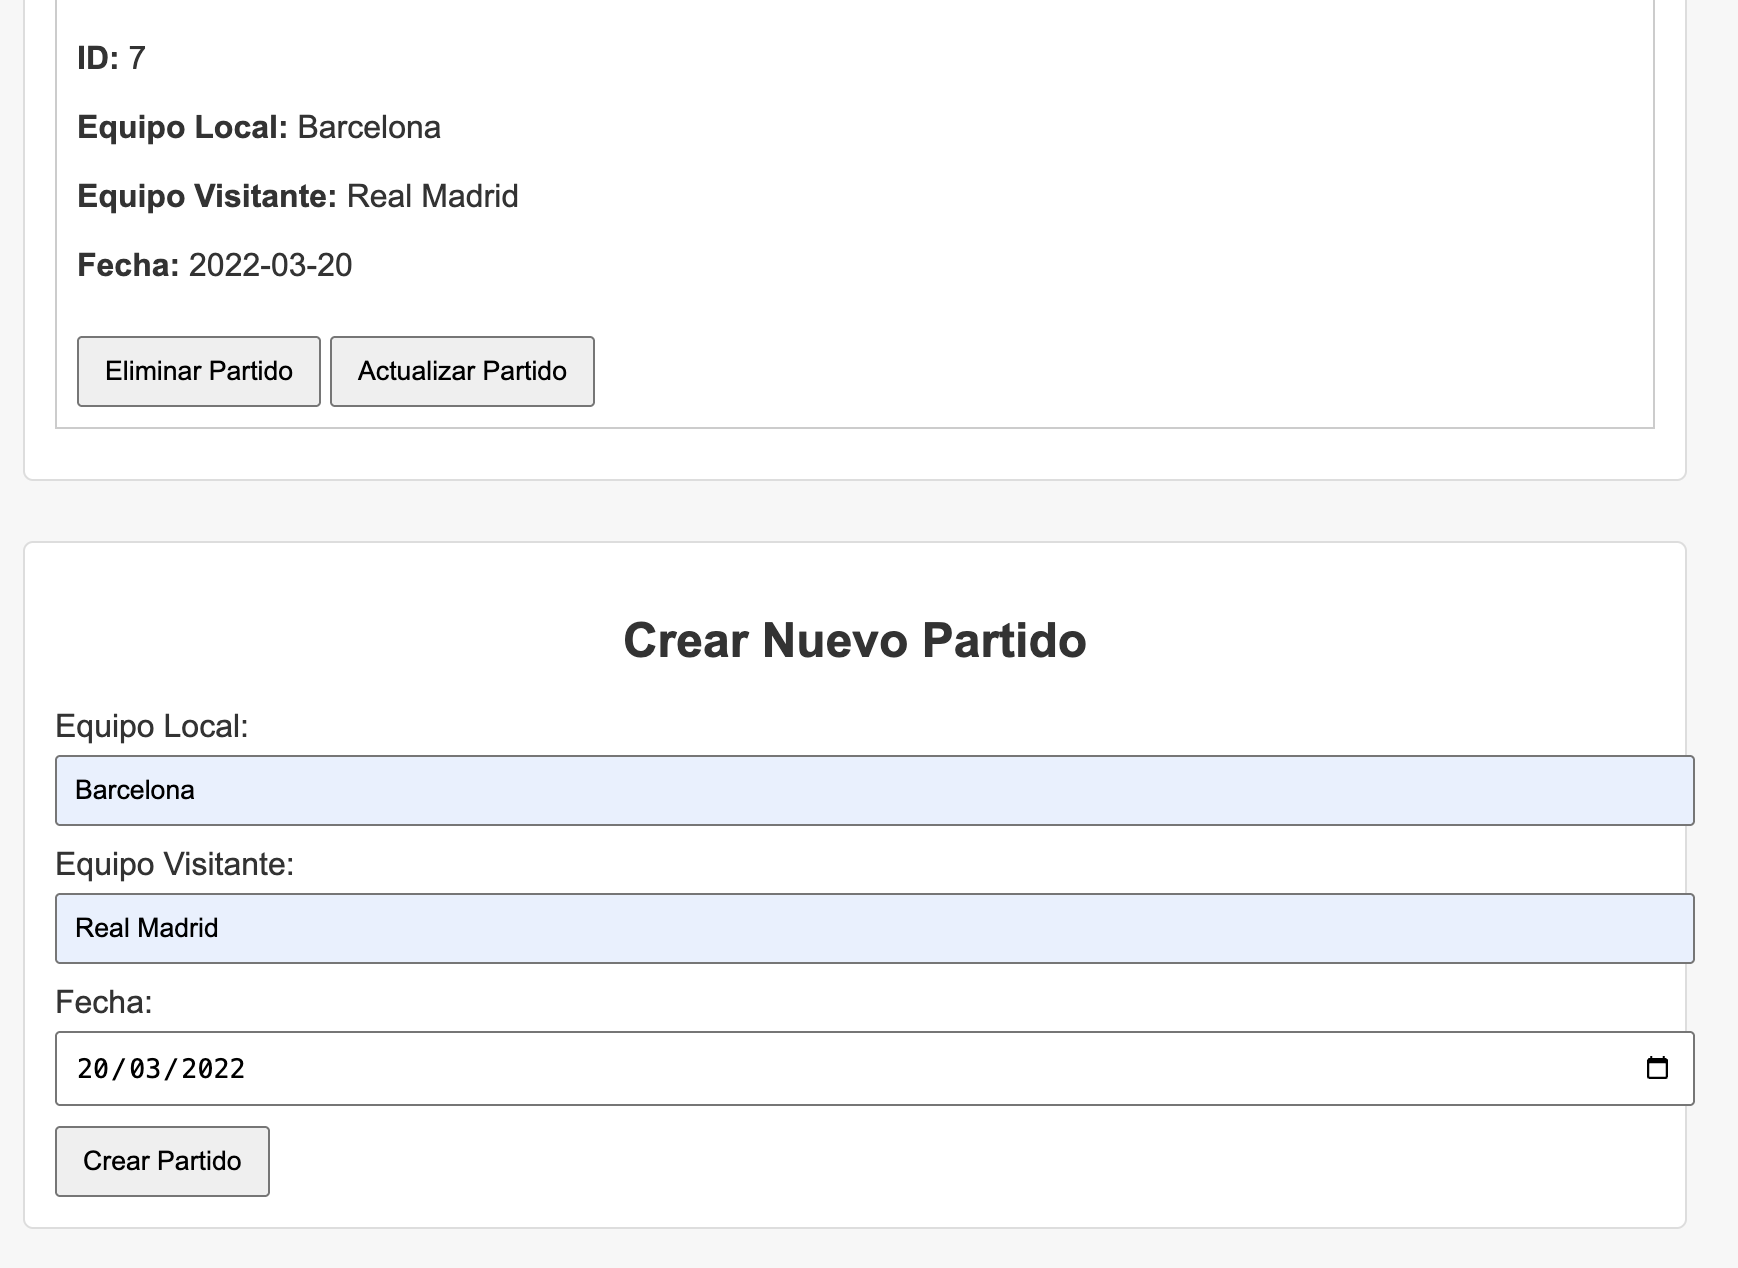 ID: 7
Equipo Local: Barcelona
Equipo Visitante: Real Madrid
Fecha: 2022-03-20
Eliminar Partido Actualizar Partido
Crear Nuevo Partido
Equipo Local:
Barcelona
Equipo Visitante:
Real Madrid
Fecha:
20/03/2022
Crear Partido